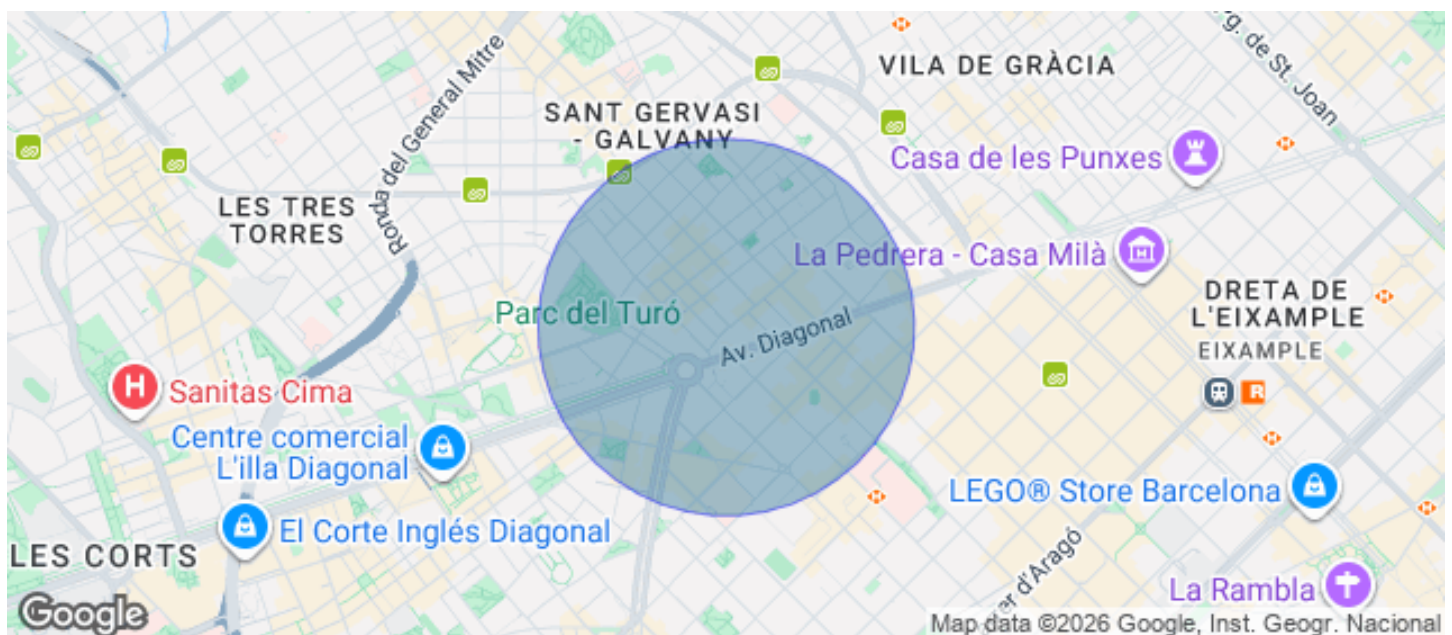 VILA DE GRÀCIA
g. de St. Joan
Ronda del General Mitre
SANT GERVASI
- GALVANY
Casa de les Punxes
LES TRES
TORRES
La Pedrera - Casa Milà
DRETA DE
L'EIXAMPLE
EIXAMPLE
Parc del Turó
Av. Diagonal
H
Sanitas Cima
R
Centre comercial
L'illa Diagonal
LEGO® Store Barcelona
El Corte Inglés Diagonal
LES CORTS
er d'Aragó
La Rambla
Google
Map data ©2026 Google, Inst. Geogr. Nacional